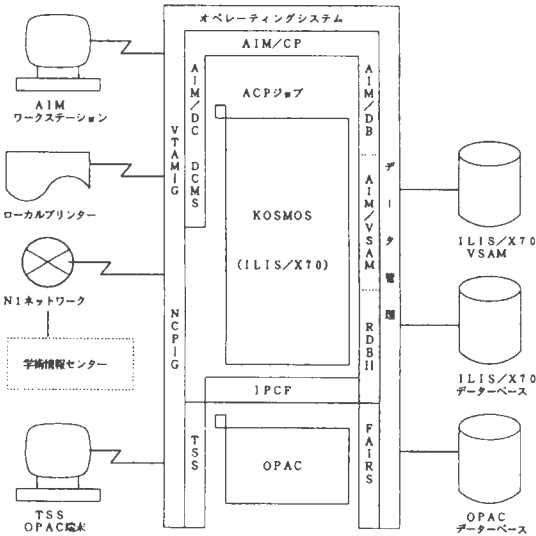 オペレーティングシステム
AIM/CP
AIM
ワークステーション
ローカルプリンター
N1ネットワーク
学術情報センター
TSS
OPAC端末
VTAMIG
NCPIG
AIM/DC
DCMS
TSS
ACPジョブ
KOSMOS
(ILIS/X70)
IPCF
OPAC
AIM/DB
AIM/VSAM
RDBII
FAIRS
データ管理
ILIS/X70
VSAM
ILIS/X70
データーベース
OPAC
データーベース